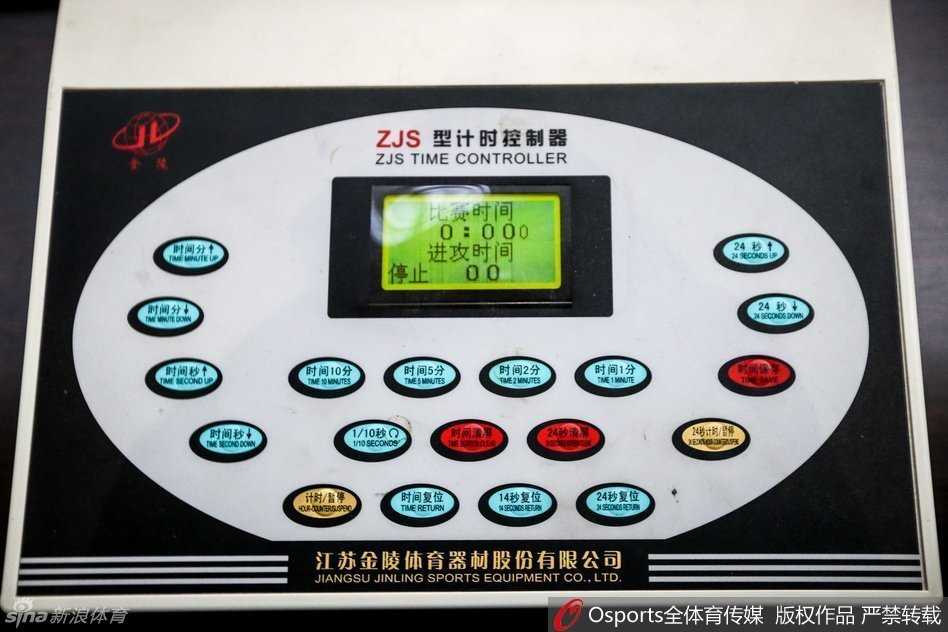 JL
金陵
ZJS 型计时控制器
ZJS TIME CONTROLLER
比赛时间
0:000
进攻时间
停止 00
时间分↑
TIME MINUTE UP
24 秒↑
24 SECONDS UP
时间分↓
TIME MINUTE DOWN
24 秒↓
24 SECONDS DOWN
时间秒↑
TIME SECOND UP
时间10分
TIME 10 MINUTES
时间5分
TIME 5 MINUTES
时间2分
TIME 2 MINUTES
时间1分
TIME 1 MINUTE
时间秒↓
TIME SECOND DOWN
1/10秒
1/10 SECONDS
时间清屏
24秒清屏
24秒计时/暂停
计时/暂停
HOUR-COUNTER/SUSPEND
时间复位
TIME RETURN
14秒复位
14 SECONDS RETURN
24秒复位
24 SECONDS RETURN
江苏金陵体育器材股份有限公司
JIANGSU JINLING SPORTS EQUIPMENT CO., LTD.
sina 新浪体育
Osports全体育传媒 版权作品 严禁转载